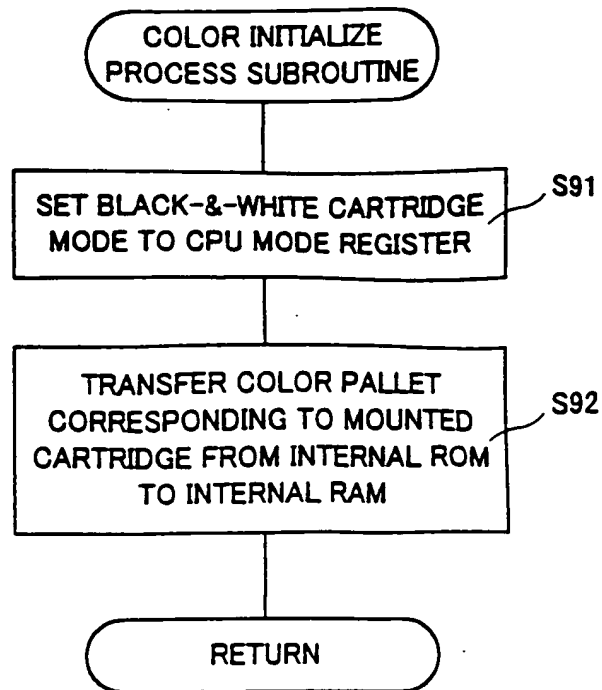 COLOR INITIALIZE
PROCESS SUBROUTINE
SET BLACK-&-WHITE CARTRIDGE
MODE TO CPU MODE REGISTER
S91
TRANSFER COLOR PALLET
CORRESPONDING TO MOUNTED
CARTRIDGE FROM INTERNAL ROM
TO INTERNAL RAM
S92
RETURN